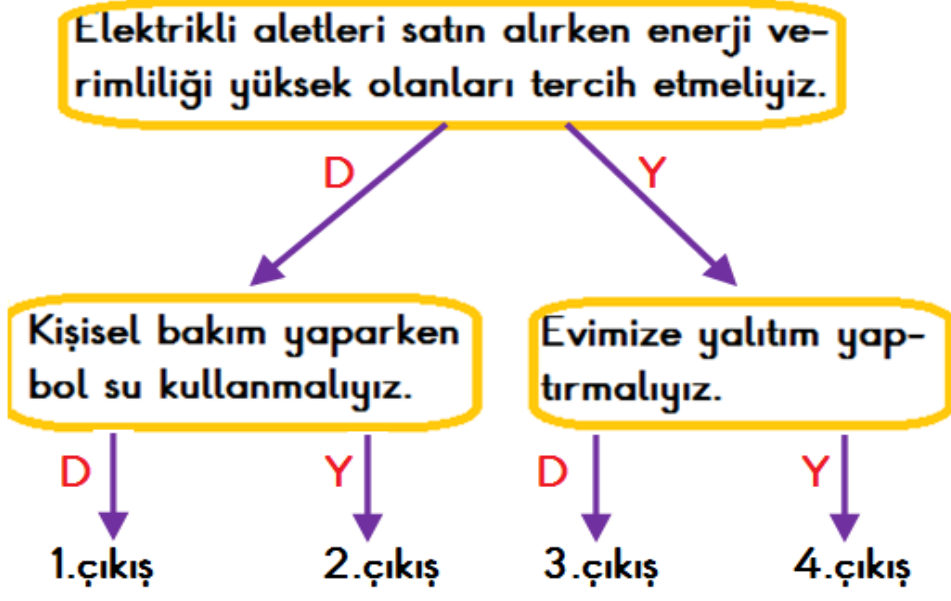 Elektrikli aletleri satın alırken enerji ve-
rimliliği yüksek olanları tercih etmeliyiz.
D
Y
Kişisel bakım yaparken
bol su kullanmalıyız.
Evimize yalıtım yap-
tırmalıyız.
D
Y
D
Y
1.çıkış
2.çıkış
3.çıkış
4.çıkış